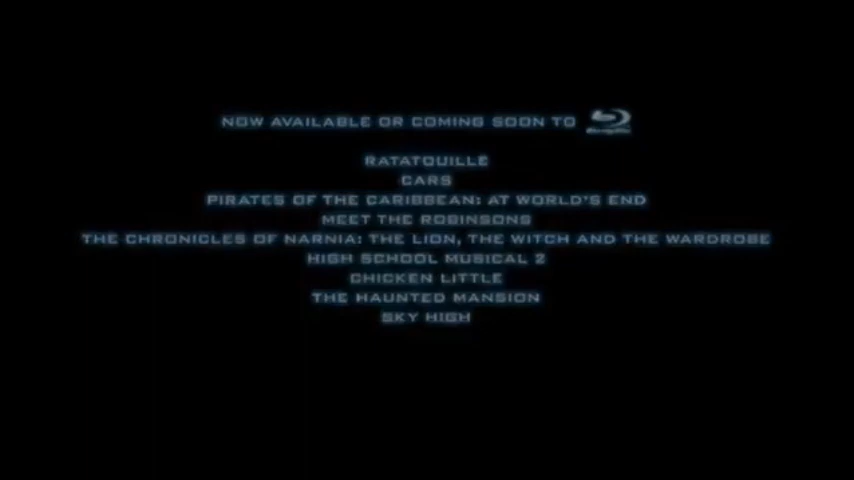 NOW AVAILABLE OR COMING SOON TO
RATATOUILLE
CARS
PIRATES OF THE CARIBBEAN: AT WORLD'S END
MEET THE ROBINSONS
THE CHRONICLES OF NARNIA: THE LION, THE WITCH AND THE WARDROBE
HIGH SCHOOL MUSICAL 2
CHICKEN LITTLE
THE HAUNTED MANSION
SKY HIGH